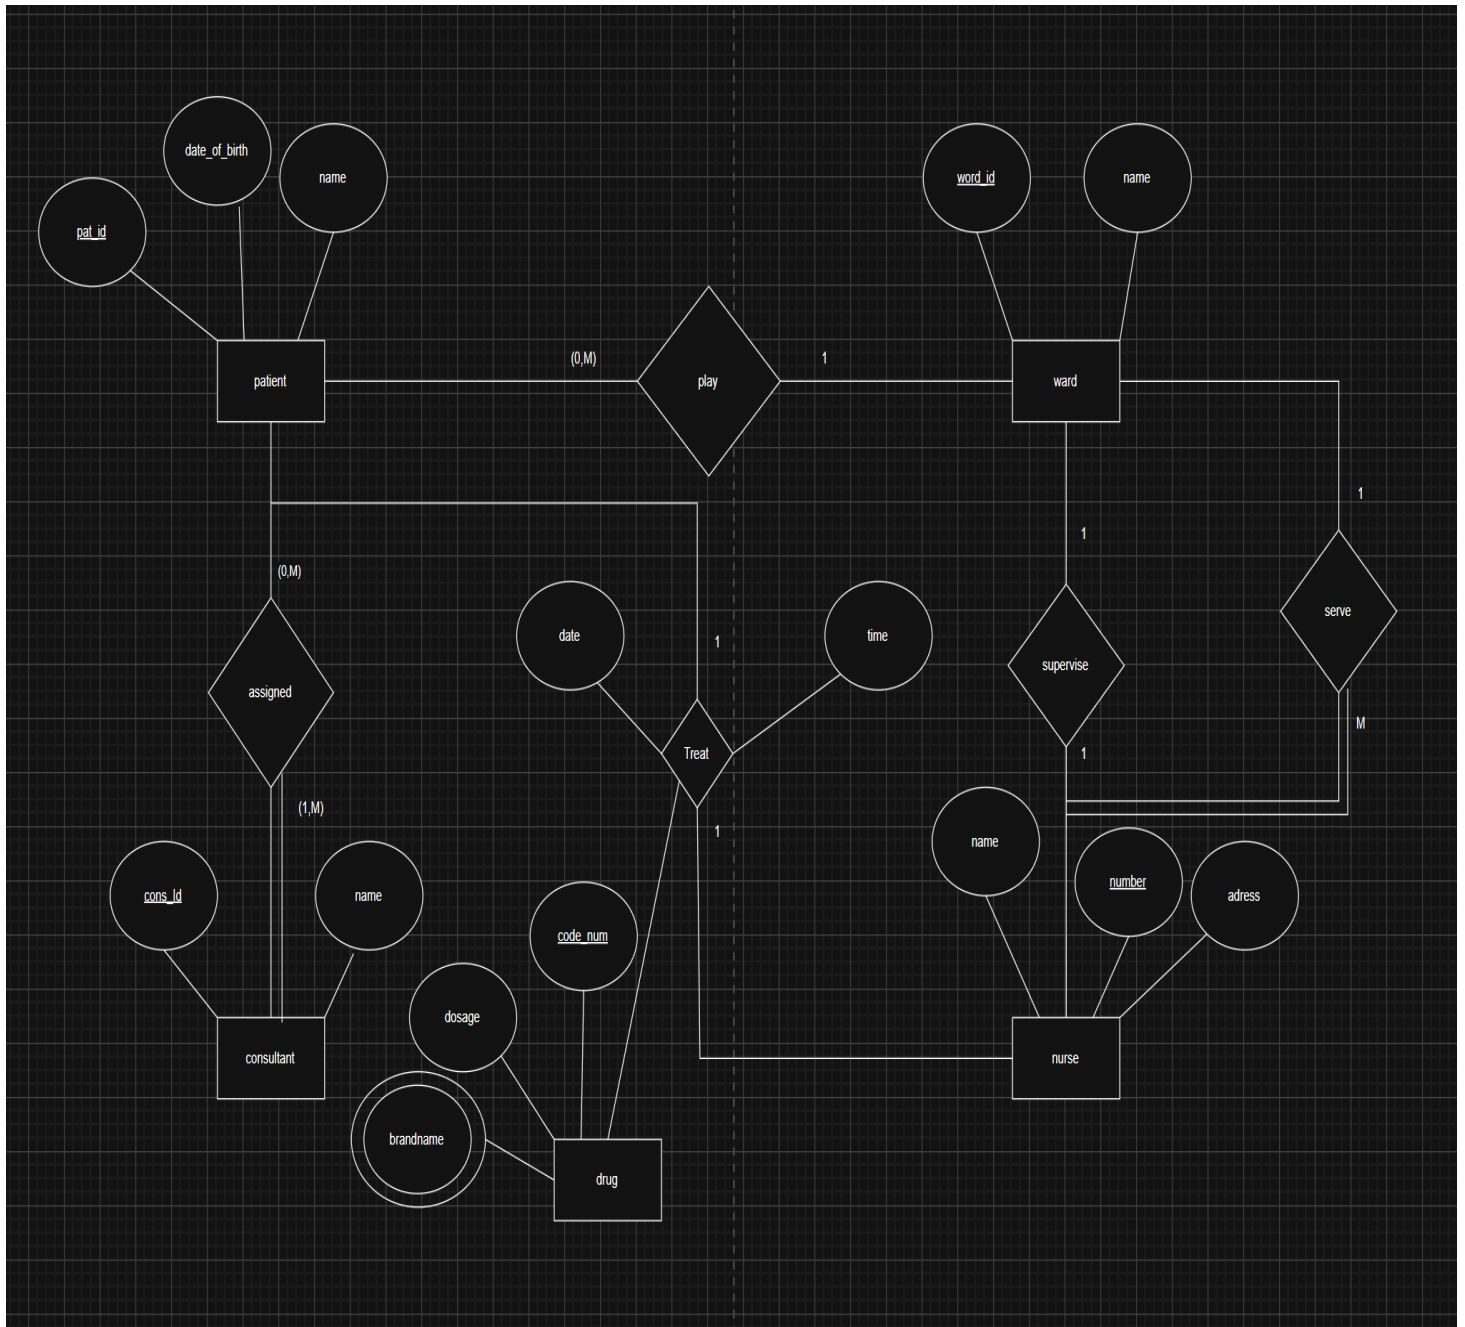 date_of_birth
name
word_id
name
pat_id
(0,M)
1
play
patient
ward
1
1
(0,M)
serve
date
time
1
supervise
assigned
M
Treat
1
(1,M)
1
name
number
adress
cons_Id
name
code_num
dosage
consultant
nurse
brandname
drug